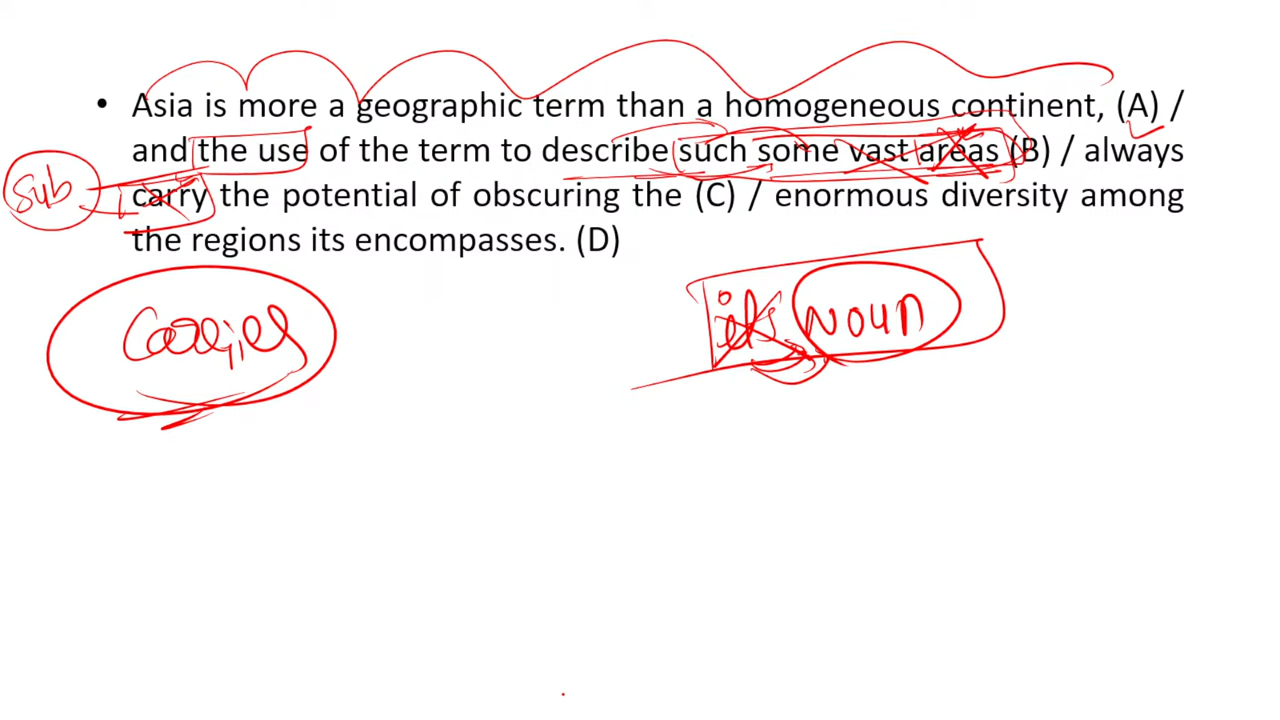 • Asia is more a geographic term than a homogeneous continent, (A) /
and the use of the term to describe such some vast areas (B) / always
Sub
carry the potential of obscuring the (C) / enormous diversity among
the regions its encompasses. (D)
Carries
its Noun